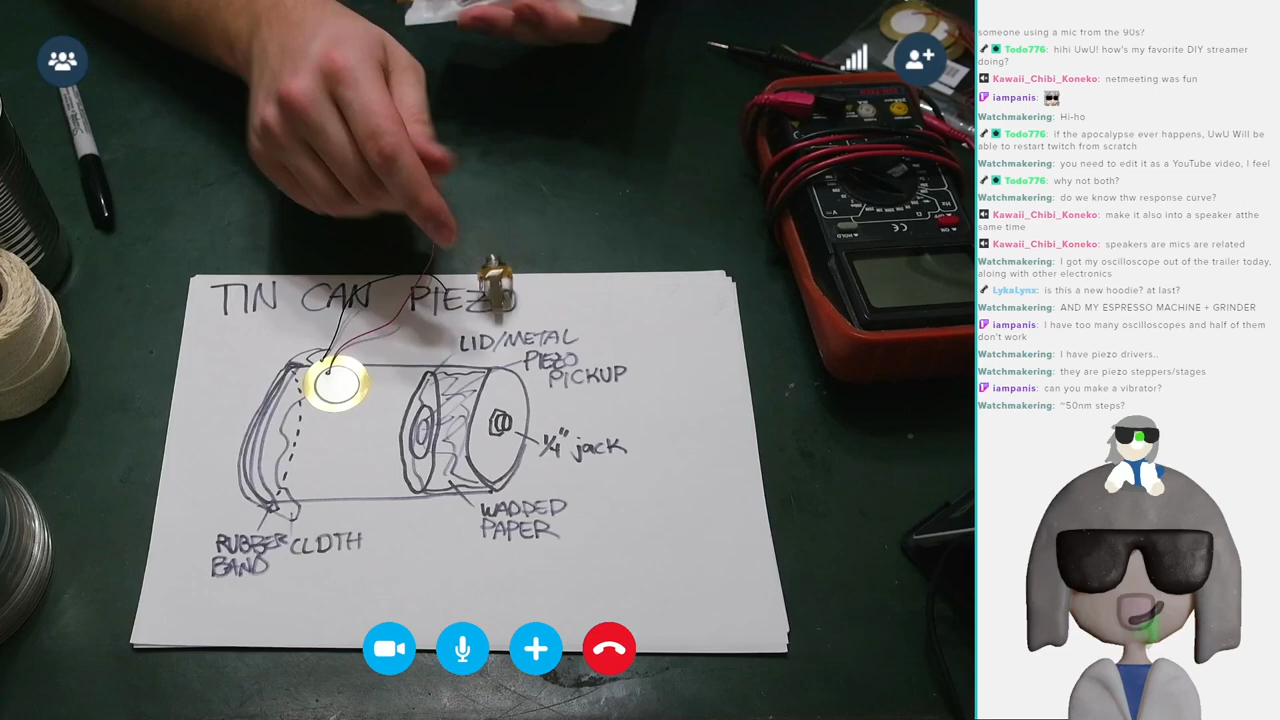 TIN CAN PIEZO
LID/METAL
PIEZO
PICKUP
1/4" jack
WADDED
PAPER
RUBBER
BAND
CLOTH
HOLD
someone using a mic from the 90s?
Todo776: hihi UwU! how's my favorite DIY streamer
doing?
Kawaii_Chibi_Koneko: netmeeting was fun
iampanis:
Watchmakering: Hi-ho
Todo776: if the apocalypse ever happens, UwU Will be
able to restart twitch from scratch
Watchmakering: you need to edit it as a YouTube video, I feel
Todo776: why not both?
Watchmakering: do we know thw response curve?
Kawaii_Chibi_Koneko: make it also into a speaker atthe
same time
Kawaii_Chibi_Koneko: speakers are mics are related
Watchmakering: I got my oscilloscope out of the trailer today,
along with other electronics
LykaLynx: is this a new hoodie? at last?
Watchmakering: AND MY ESPRESSO MACHINE + GRINDER
iampanis: I have too many oscilloscopes and half of them
don't work
Watchmakering: I have piezo drivers..
Watchmakering: they are piezo steppers/stages
iampanis: can you make a vibrator?
Watchmakering: ~50nm steps?